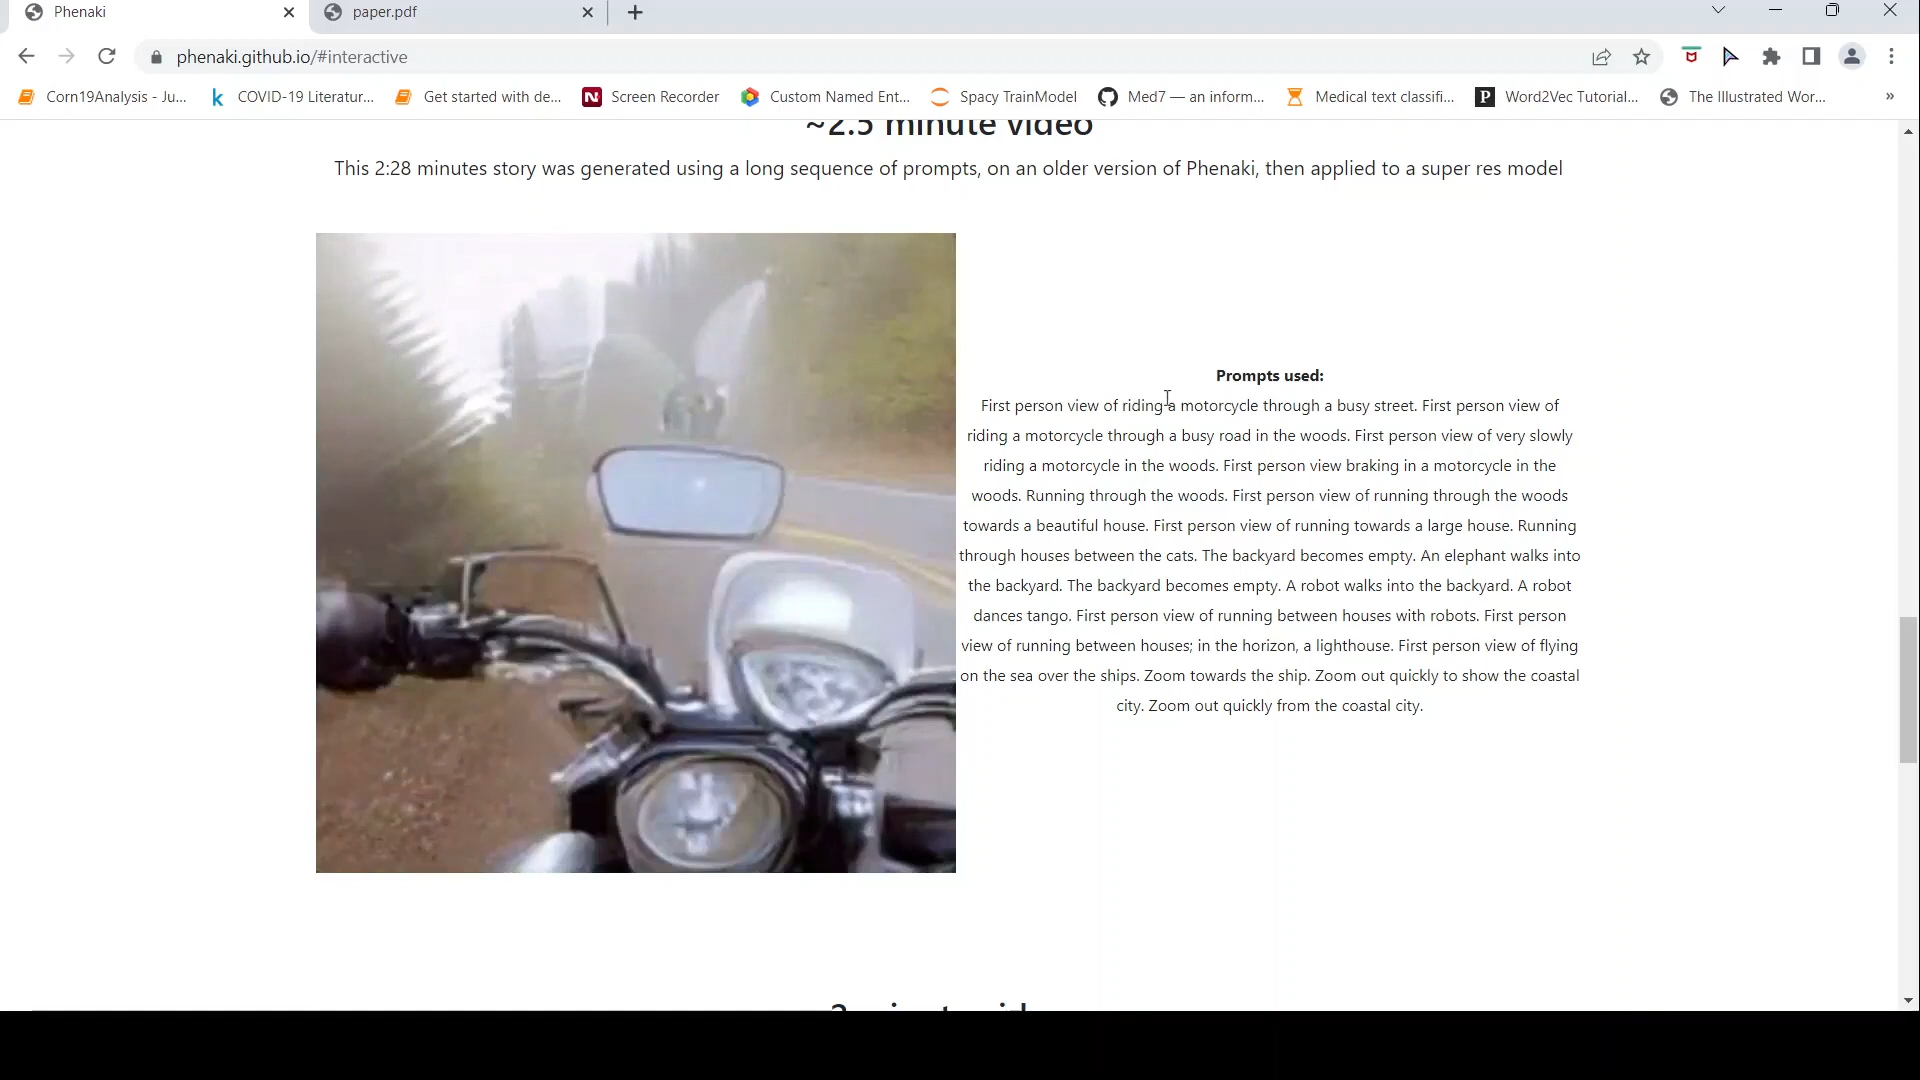 Phenaki
paper.pdf
phenaki.github.io/#interactive
Corn19Analysis - Ju...
COVID-19 Literatur...
Get started with de...
Screen Recorder
Custom Named Ent...
Spacy TrainModel
Med7 — an inform...
Medical text classifi...
Word2Vec Tutorial...
The Illustrated Wor...
»
~2.5 minute video
This 2:28 minutes story was generated using a long sequence of prompts, on an older version of Phenaki, then applied to a super res model
Prompts used:
First person view of riding a motorcycle through a busy street. First person view of
riding a motorcycle through a busy road in the woods. First person view of very slowly
riding a motorcycle in the woods. First person view braking in a motorcycle in the
woods. Running through the woods. First person view of running through the woods
towards a beautiful house. First person view of running towards a large house. Running
through houses between the cats. The backyard becomes empty. An elephant walks into
the backyard. The backyard becomes empty. A robot walks into the backyard. A robot
dances tango. First person view of running between houses with robots. First person
view of running between houses; in the horizon, a lighthouse. First person view of flying
on the sea over the ships. Zoom towards the ship. Zoom out quickly to show the coastal
city. Zoom out quickly from the coastal city.